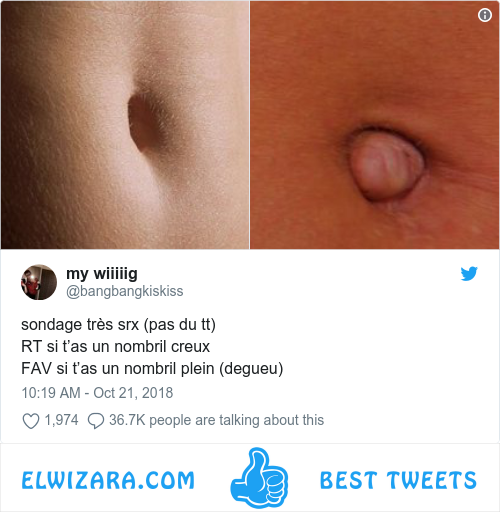 my wiiiiig
@bangbangkiskiss
sondage très srx (pas du tt)
RT si t’as un nombril creux
FAV si t’as un nombril plein (degueu)
10:19 AM - Oct 21, 2018
1,974 36.7K people are talking about this
ELWIZARA.COM BEST TWEETS